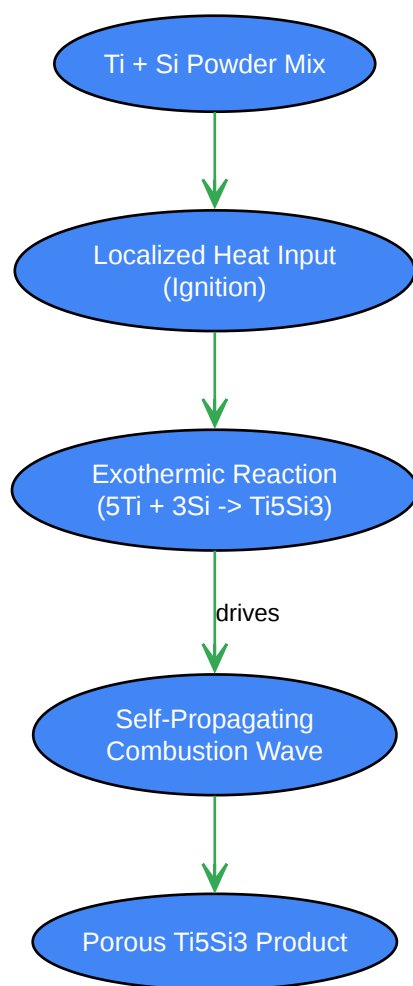 Ti + Si Powder Mix
Localized Heat Input
(Ignition)
Exothermic Reaction
(5Ti + 3Si -> Ti5Si3)
drives
Self-Propagating
Combustion Wave
Porous Ti5Si3 Product